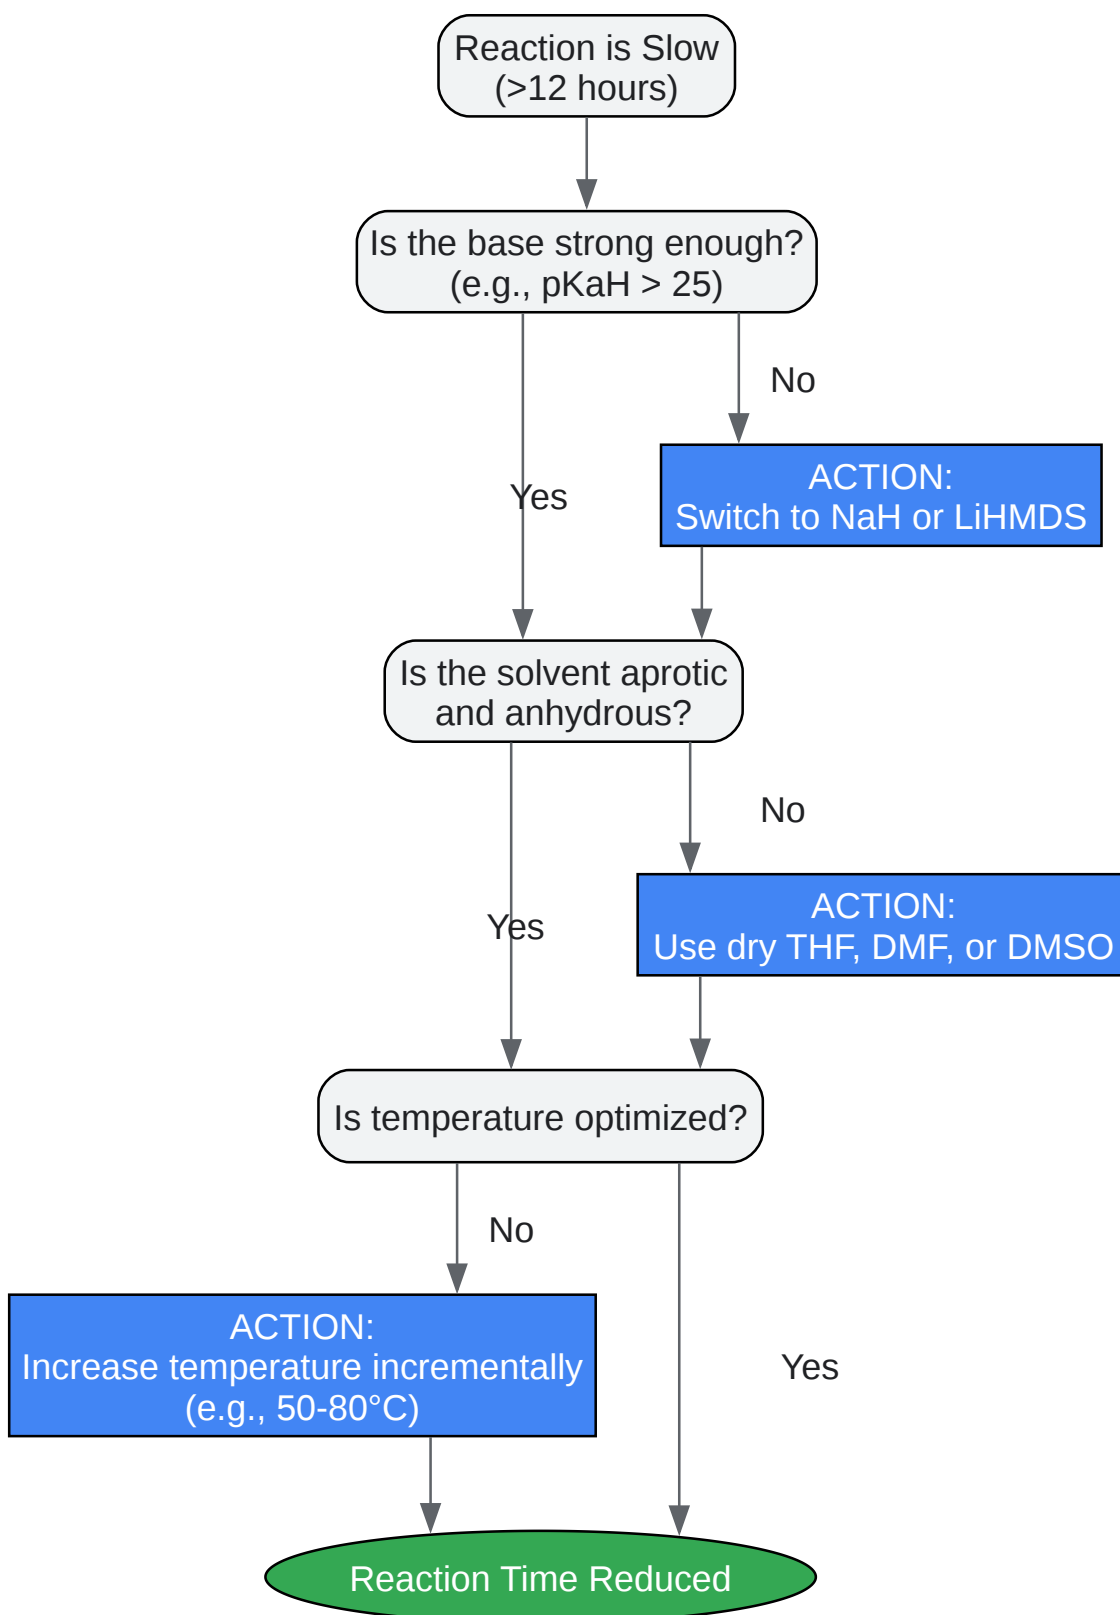 Reaction is Slow
(>12 hours)
Is the base strong enough?
(e.g., pKaH > 25)
No
ACTION:
Switch to NaH or LiHMDS
Yes
Is the solvent aprotic
and anhydrous?
No
ACTION:
Use dry THF, DMF, or DMSO
Yes
Is temperature optimized?
No
ACTION:
Increase temperature incrementally
(e.g., 50-80°C)
Yes
Reaction Time Reduced